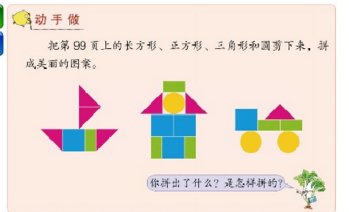 动手做
把第99页上的长方形、正方形、三角形和圆剪下来，拼
成美丽的图案。
你拼出了什么？是怎样拼的？